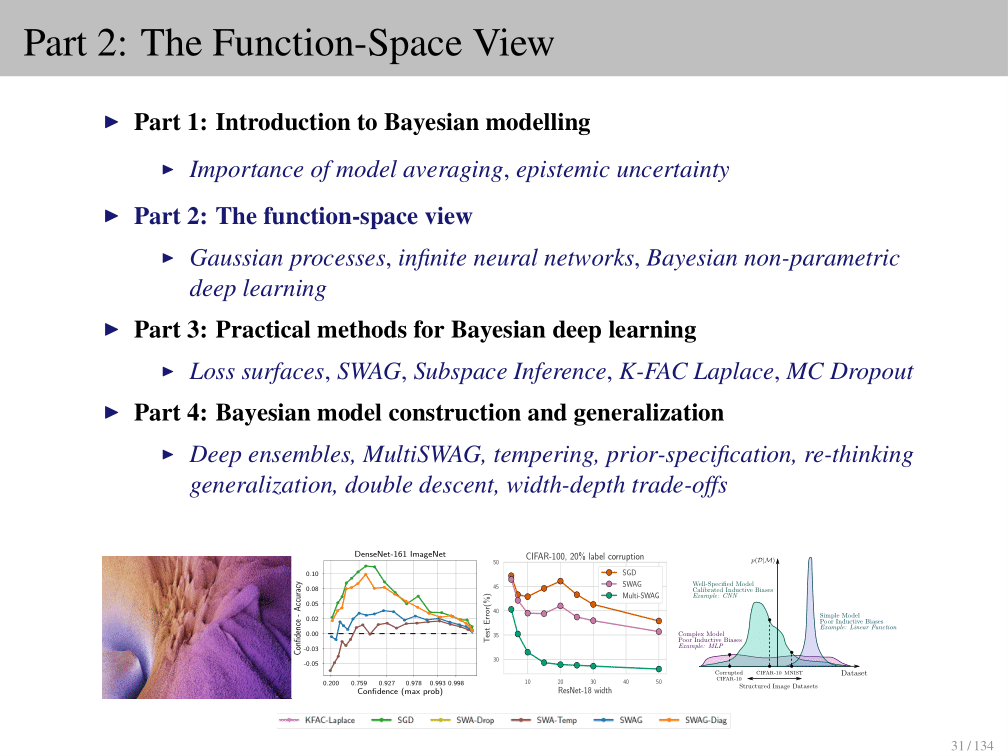 Part 2: The Function-Space View
▶ Part 1: Introduction to Bayesian modelling
▶ Importance of model averaging, epistemic uncertainty
▶ Part 2: The function-space view
▶ Gaussian processes, infinite neural networks, Bayesian non-parametric
deep learning
▶ Part 3: Practical methods for Bayesian deep learning
▶ Loss surfaces, SWAG, Subspace Inference, K-FAC Laplace, MC Dropout
▶ Part 4: Bayesian model construction and generalization
▶ Deep ensembles, MultiSWAG, tempering, prior-specification, re-thinking
generalization, double descent, width-depth trade-offs
DenseNet-161 ImageNet
Confidence - Accuracy
0.10
0.08
0.05
0.02
0.00
-0.03
-0.05
0.200 0.759 0.927 0.978 0.993 0.998
Confidence (max prob)
CIFAR-100, 20% label corruption
Test Error(%)
50
45
40
35
30
SGD
SWAG
Multi-SWAG
10 20 30 40 50
ResNet-18 width
p(D|M)
Well-Specified Model
Calibrated Inductive Biases
Example: CNN
Simple Model
Poor Inductive Biases
Example: Linear Function
Complex Model
Poor Inductive Biases
Example: MLP
Corrupted
CIFAR-10
CIFAR-10 MNIST
Dataset
Structured Image Datasets
KFAC-Laplace SGD SWA-Drop SWA-Temp SWAG SWAG-Diag
31 / 134